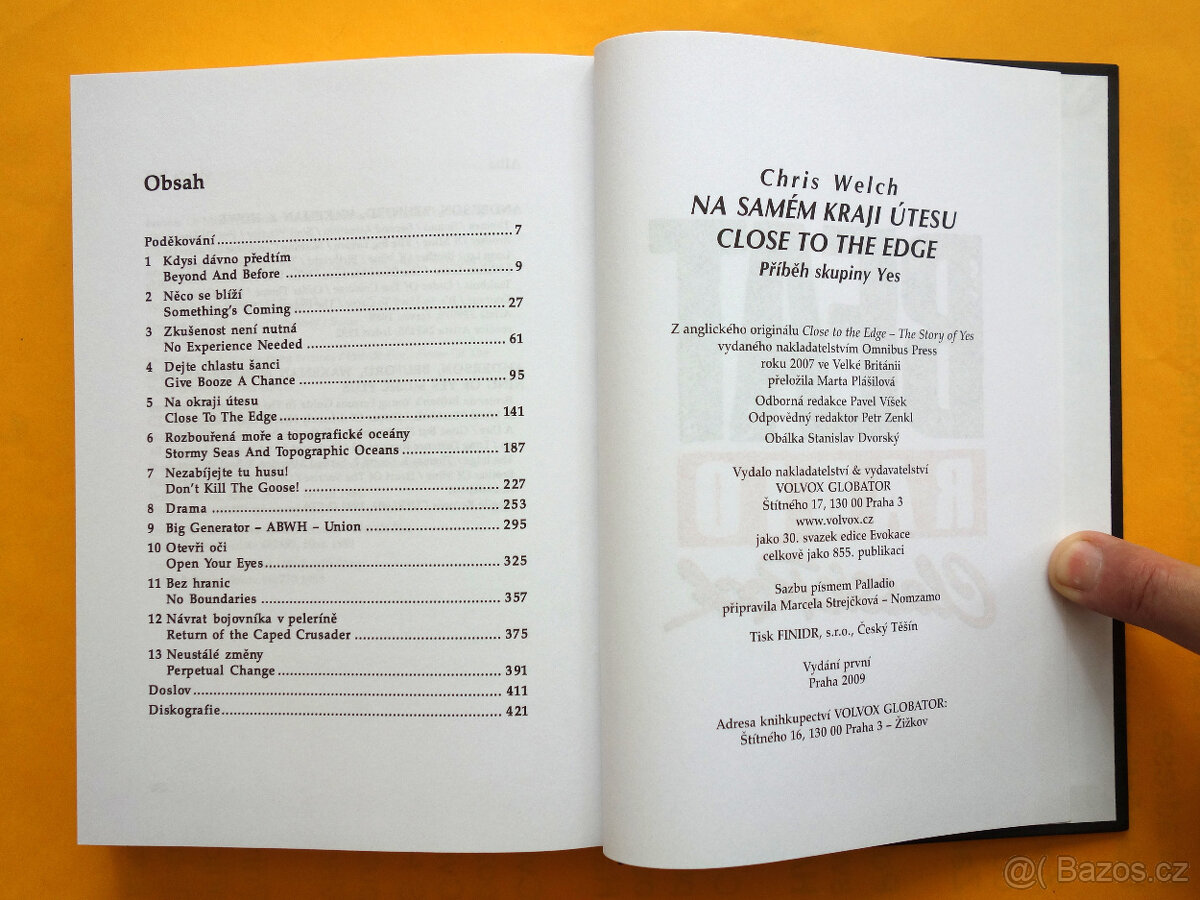 Obsah
Poděkování 7
1 Kdysi dávno předtím
Beyond And Before 9
2 Něco se blíží
Something's Coming 27
3 Zkušenost není nutná
No Experience Needed 61
4 Dejte chlastu šanci
Give Booze A Chance 95
5 Na okraji útesu
Close To The Edge 141
6 Rozbouřená moře a topografické oceány
Stormy Seas And Topographic Oceans 187
7 Nezabíjejte tu husu!
Don't Kill The Goose! 227
8 Drama 253
9 Big Generator – ABWH – Union 295
10 Otevři oči
Open Your Eyes 325
11 Bez hranic
No Boundaries 357
12 Návrat bojovníka v peleríně
Return of the Caped Crusader 375
13 Neustálé změny
Perpetual Change 391
Doslov 411
Diskografie 421
Chris Welch
NA SAMÉM KRAJI ÚTESU
CLOSE TO THE EDGE
Příběh skupiny Yes
Z anglického originálu Close to the Edge – The Story of Yes
vydaného nakladatelstvím Omnibus Press
roku 2007 ve Velké Británii
přeložila Marta Plášilová
Odborná redakce Pavel Víšek
Odpovědný redaktor Petr Zenkl
Obálka Stanislav Dvorský
Vydalo nakladatelství & vydavatelství
VOLVOX GLOBATOR
Štítného 17, 130 00 Praha 3
www.volvox.cz
jako 30. svazek edice Evokace
celkově jako 855. publikaci
Sazbu písmem Palladio
připravila Marcela Strejčková – Nomzamo
Tisk FINIDR, s.r.o., Český Těšín
Vydání první
Praha 2009
Adresa knihkupectví VOLVOX GLOBATOR:
Štítného 16, 130 00 Praha 3 – Žižkov
@( Bazos.cz